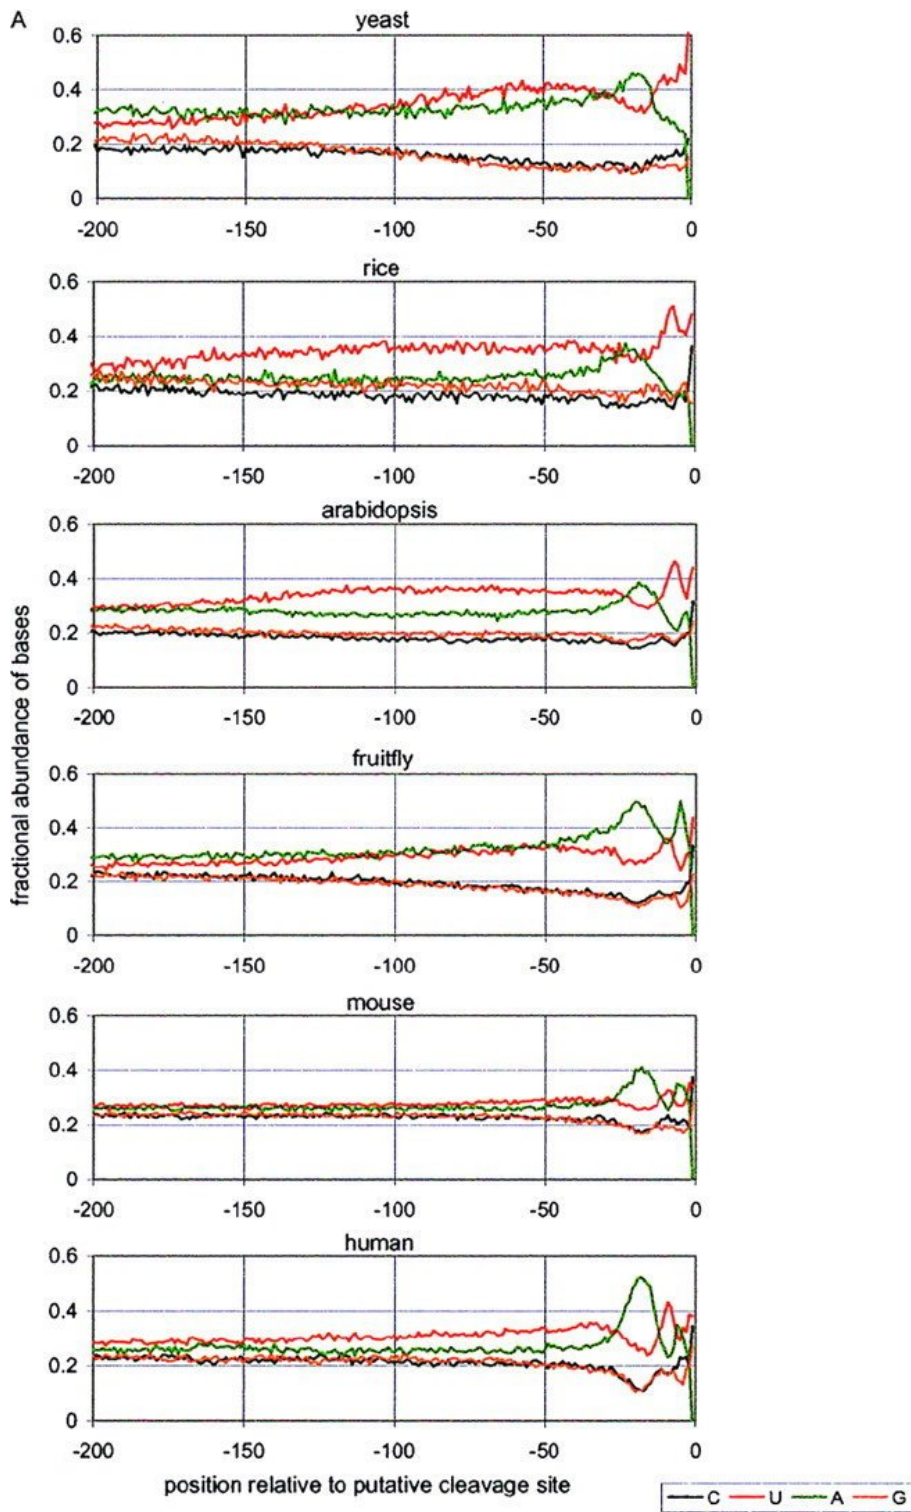 A
yeast
0.6
0.4
0.2
0
-200 -150 -100 -50 0
rice
0.6
0.4
0.2
0
-200 -150 -100 -50 0
arabidopsis
0.6
0.4
0.2
0
-200 -150 -100 -50 0
fruitfly
0.6
0.4
0.2
0
-200 -150 -100 -50 0
mouse
0.6
0.4
0.2
0
-200 -150 -100 -50 0
human
0.6
0.4
0.2
0
-200 -150 -100 -50 0
fractional abundance of bases
position relative to putative cleavage site
C U A G